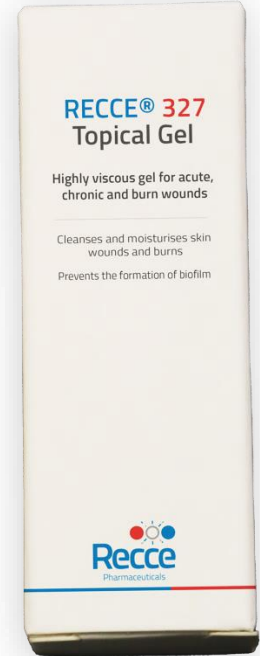 RECCE® 327
Topical Gel
Highly viscous gel for acute,
chronic and burn wounds
Cleanses and moisturises skin
wounds and burns
Prevents the formation of biofilm
Recce
Pharmaceuticals